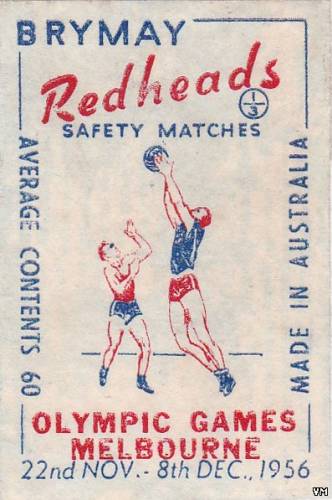 BRYMAY
Redheads
1/3
SAFETY MATCHES
AVERAGE CONTENTS 60
MADE IN AUSTRALIA
OLYMPIC GAMES
MELBOURNE
22nd NOV. - 8th DEC., 1956
VM